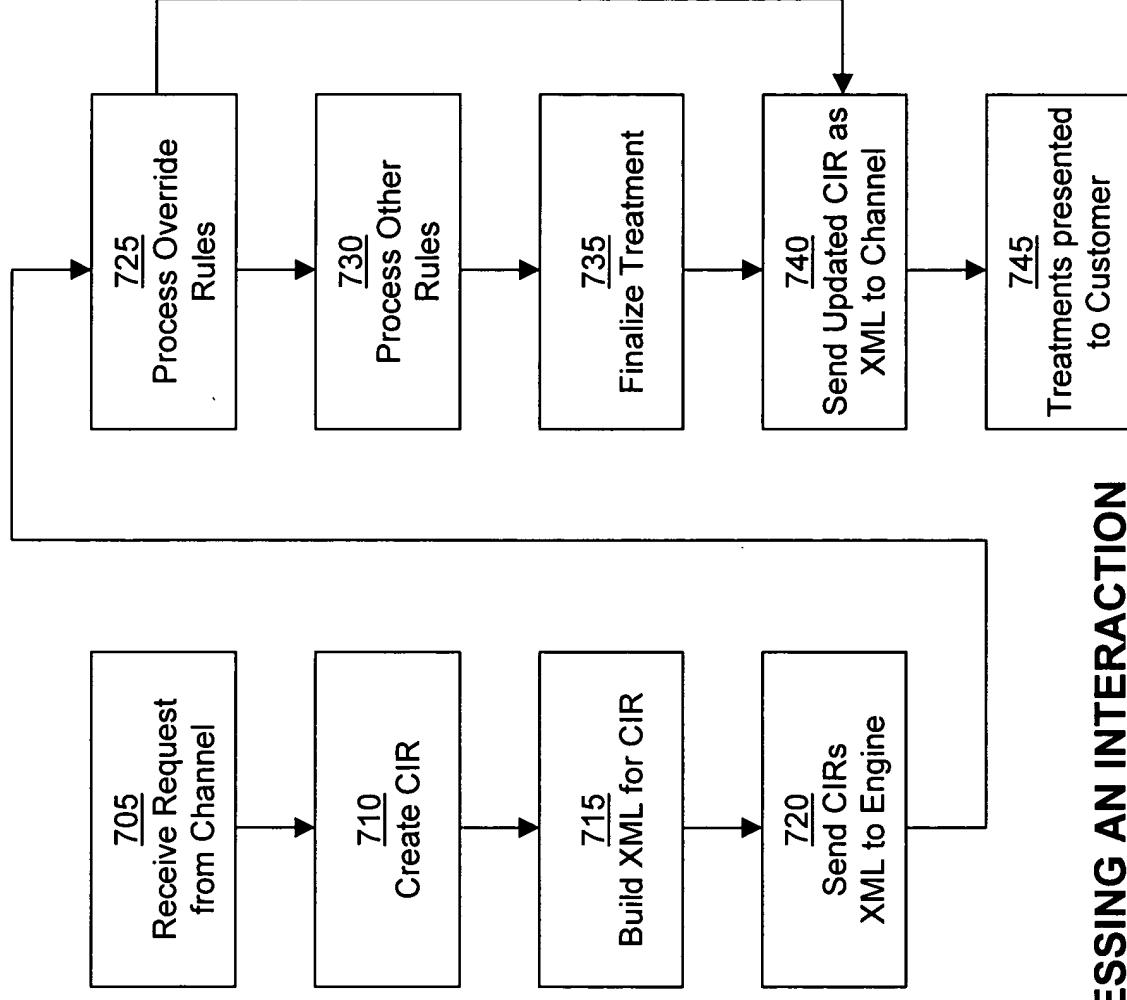 705
Receive Request
from Channel
710
Create CIR
715
Build XML for CIR
720
Send CIRs
XML to Engine
725
Process Override
Rules
730
Process Other
Rules
735
Finalize Treatment
740
Send Updated CIR as
XML to Channel
745
Treatments presented
to Customer
ESSING AN INTERACTION